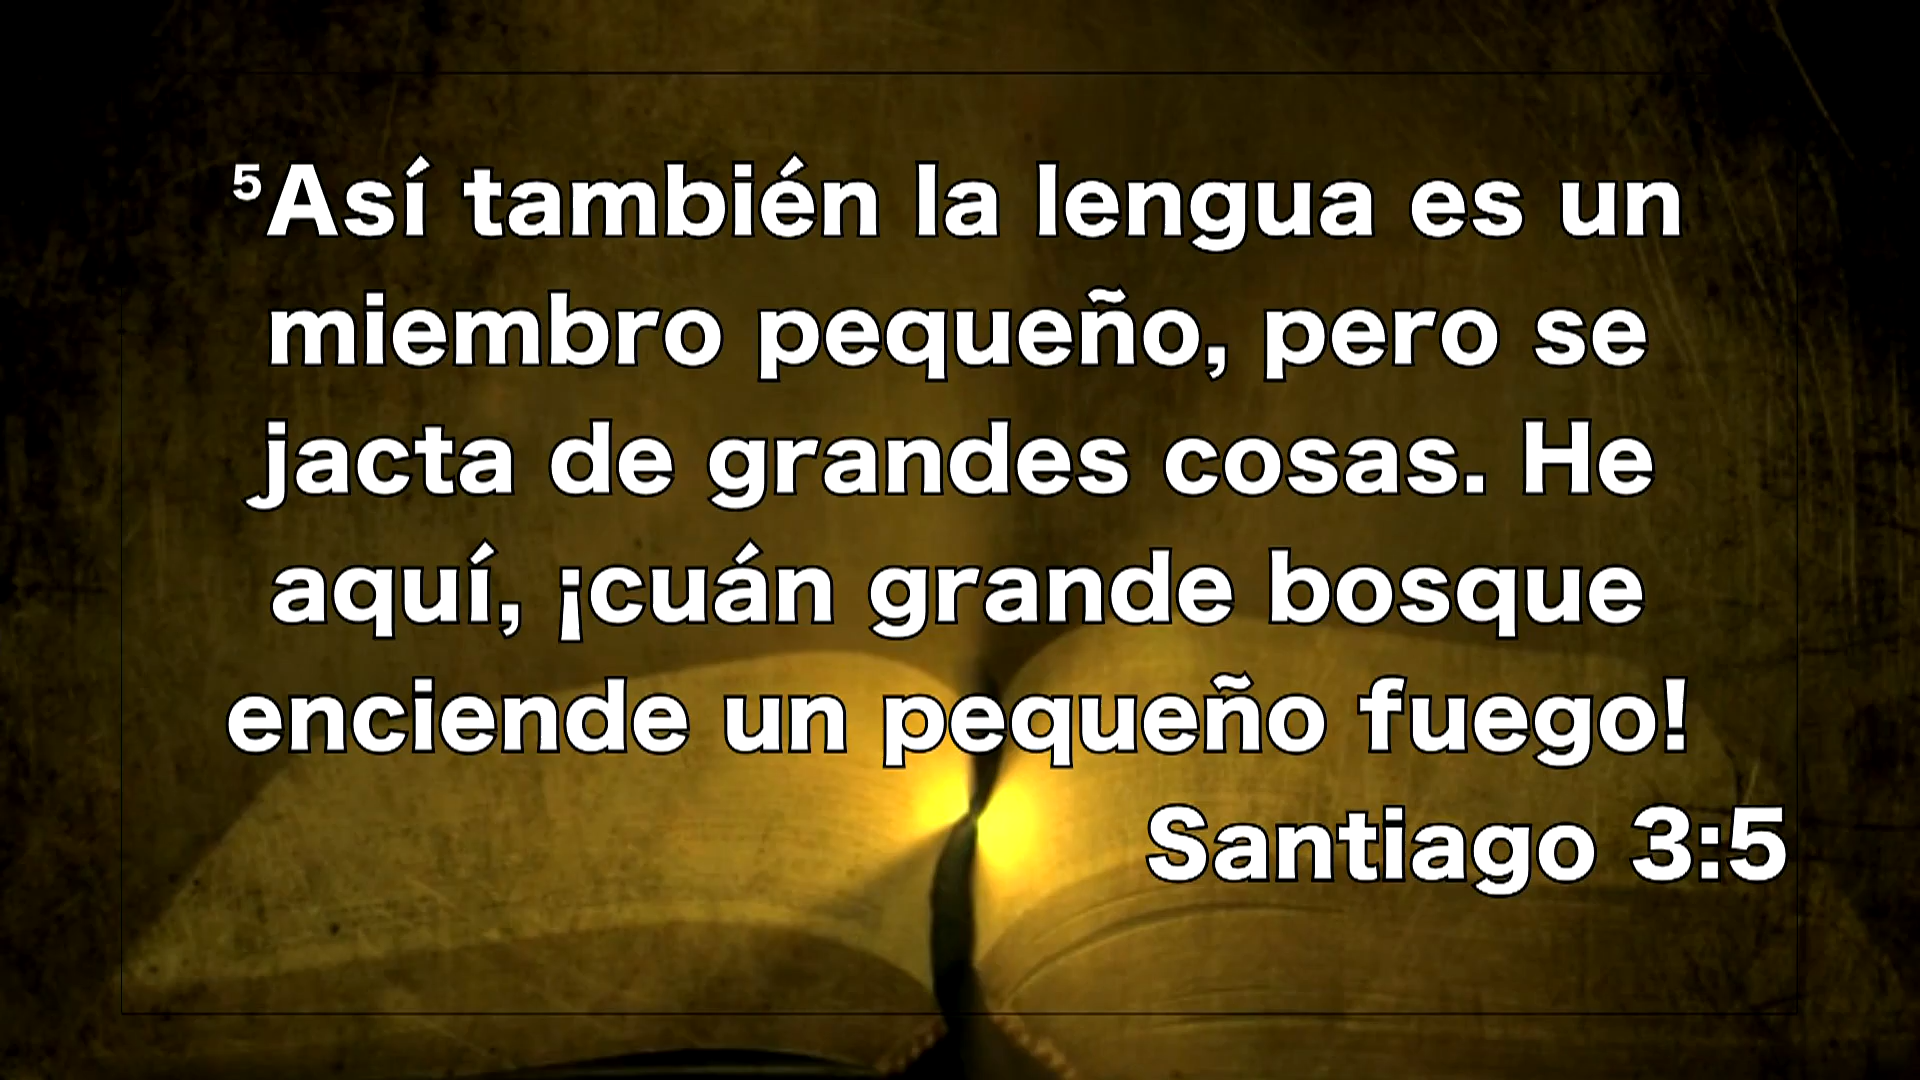 ⁵Así también la lengua es un
miembro pequeño, pero se
jacta de grandes cosas. He
aquí, ¡cuán grande bosque
enciende un pequeño fuego!
Santiago 3:5